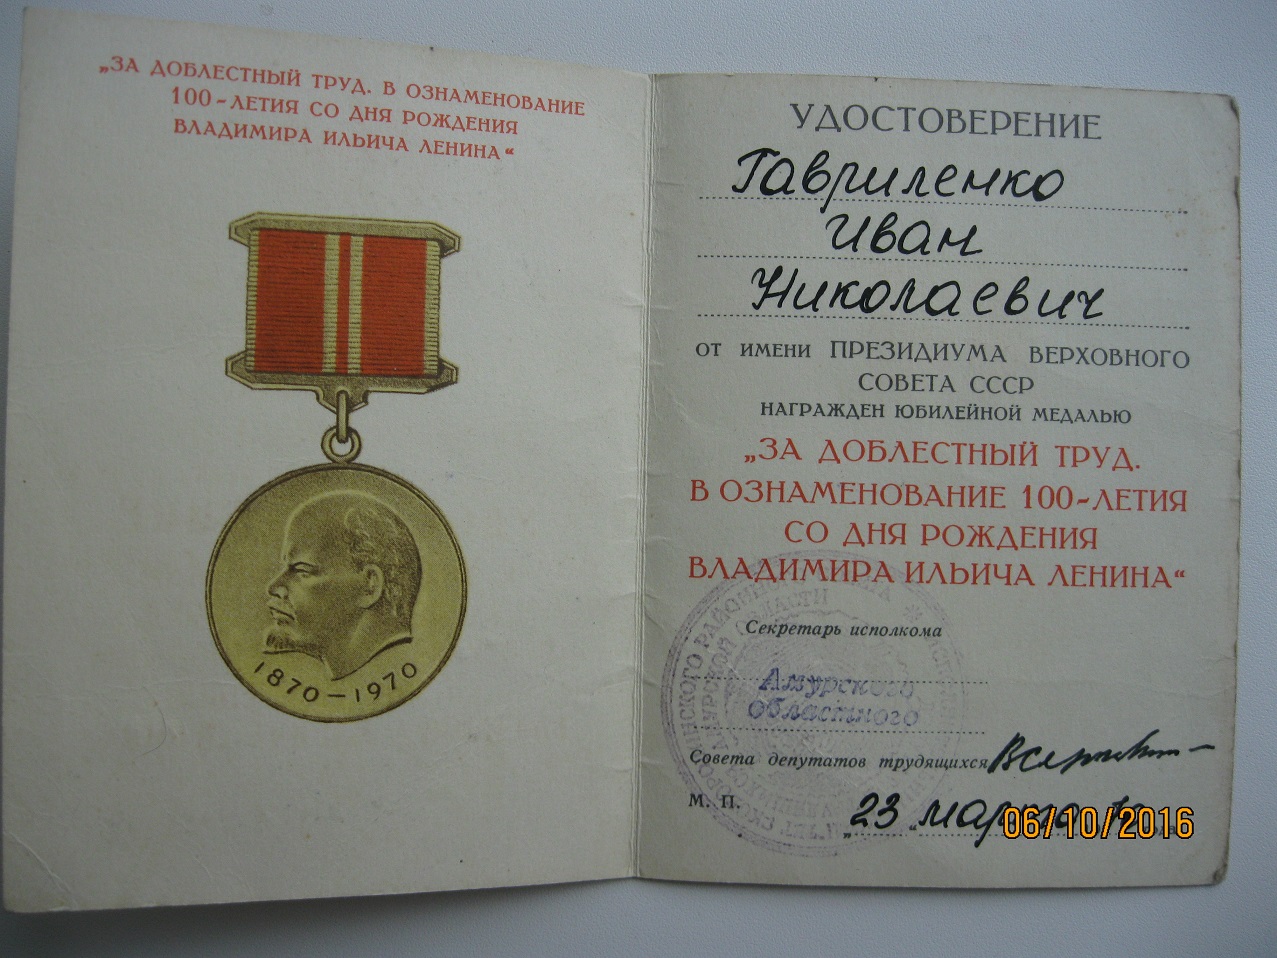 „ЗА ДОБЛЕСТНЫЙ ТРУД. В ОЗНАМЕНОВАНИЕ
100-ЛЕТИЯ СО ДНЯ РОЖДЕНИЯ
ВЛАДИМИРА ИЛЬИЧА ЛЕНИНА“
1870-1970
УДОСТОВЕРЕНИЕ
Гавриленко
Иван
Николаевич
ОТ ИМЕНИ ПРЕЗИДИУМА ВЕРХОВНОГО
СОВЕТА СССР
НАГРАЖДЕН ЮБИЛЕЙНОЙ МЕДАЛЬЮ
„ЗА ДОБЛЕСТНЫЙ ТРУД.
В ОЗНАМЕНОВАНИЕ 100-ЛЕТИЯ
СО ДНЯ РОЖДЕНИЯ
ВЛАДИМИРА ИЛЬИЧА ЛЕНИНА“
Секретарь исполкома
Амурского
областного
Совета депутатов трудящихся
М. П.
„23 “ марта
06/10/2016